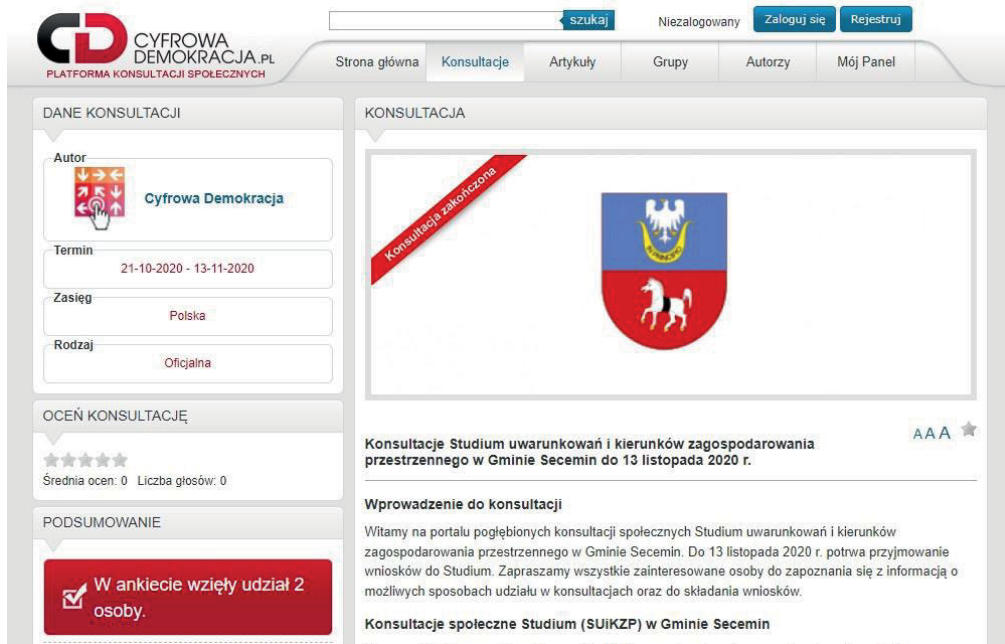 szukaj
Niezalogowany
Zaloguj się
Rejestruj
CYFROWA
DEMOKRACJA.PL
PLATFORMA KONSULTACJI SPOŁECZNYCH
Strona główna
Konsultacje
Artykuły
Grupy
Autorzy
Mój Panel
DANE KONSULTACJI
Autor
Cyfrowa Demokracja
Termin
21-10-2020 - 13-11-2020
Zasięg
Polska
Rodzaj
Oficjalna
OCEŃ KONSULTACJĘ
Średnia ocen: 0 Liczba głosów: 0
PODSUMOWANIE
W ankiecie wzięły udział 2
osoby.
KONSULTACJA
Konsultacja zakończona
AAA
Konsultacje Studium uwarunkowań i kierunków zagospodarowania
przestrzennego w Gminie Secemin do 13 listopada 2020 r.
Wprowadzenie do konsultacji
Witamy na portalu pogłębionych konsultacji społecznych Studium uwarunkowań i kierunków
zagospodarowania przestrzennego w Gminie Secemin. Do 13 listopada 2020 r. potrwa przyjmowanie
wniosków do Studium. Zapraszamy wszystkie zainteresowane osoby do zapoznania się z informacją o
możliwych sposobach udziału w konsultacjach oraz do składania wniosków.
Konsultacje społeczne Studium (SUiKZP) w Gminie Secemin